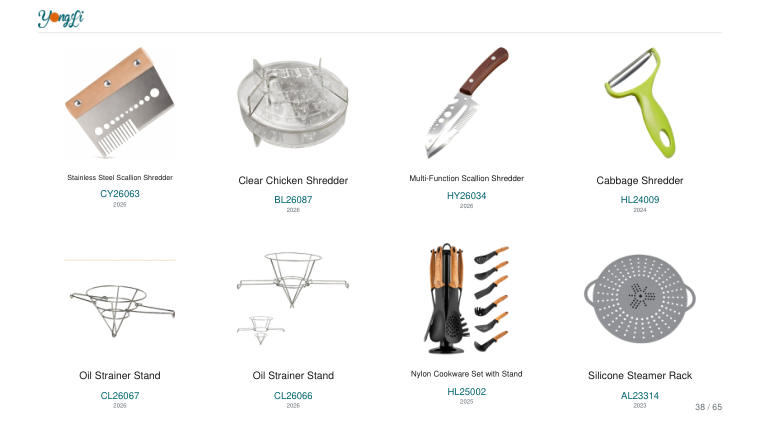 YongLi
Stainless Steel Scallion Shredder
CY26063
2026
Clear Chicken Shredder
BL26087
2026
Multi-Function Scallion Shredder
HY26034
2026
Cabbage Shredder
HL24009
2024
Oil Strainer Stand
CL26067
2026
Oil Strainer Stand
CL26066
2026
Nylon Cookware Set with Stand
HL25002
2025
Silicone Steamer Rack
AL23314
2023
38 / 65